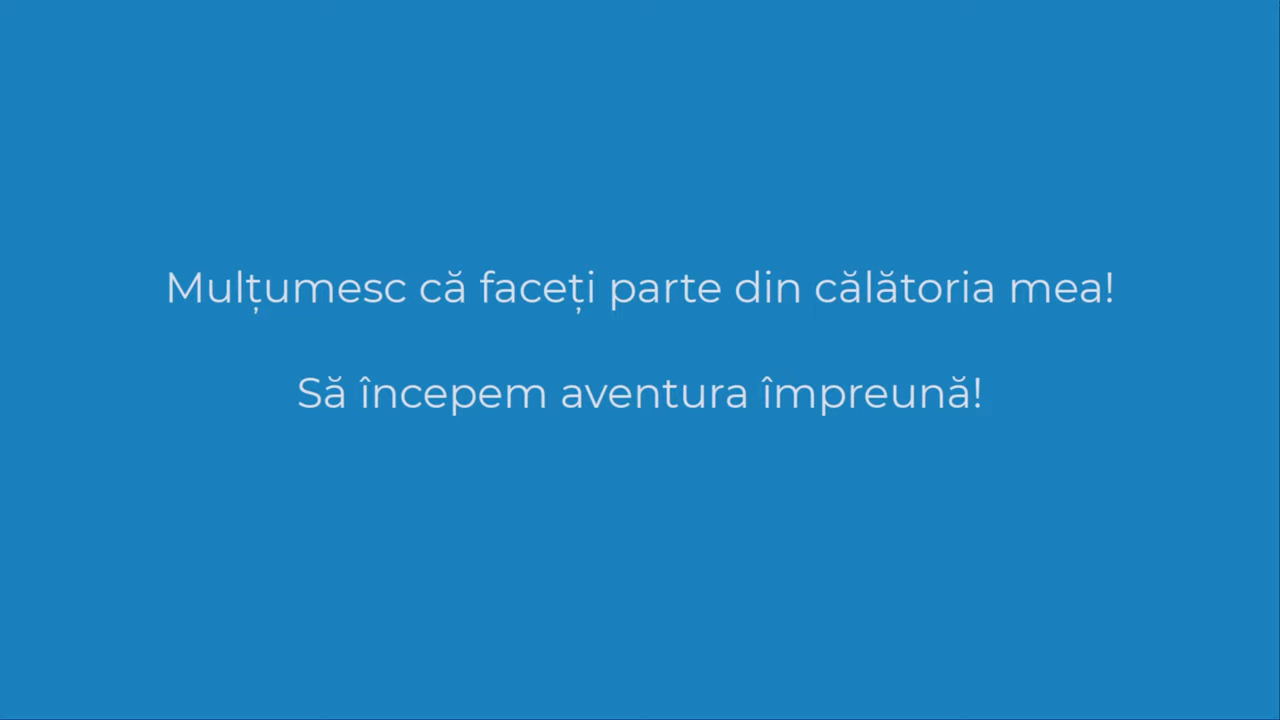 Mulțumesc că faceți parte din călătoria mea!
Să începem aventura împreună!